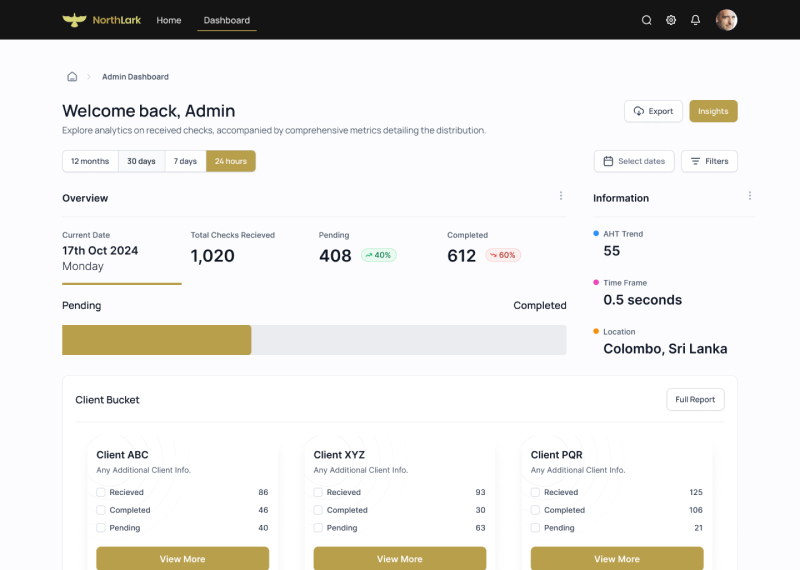 NorthLark Home Dashboard
Admin Dashboard
Welcome back, Admin
Explore analytics on received checks, accompanied by comprehensive metrics detailing the distribution.
Export Insights
12 months 30 days 7 days 24 hours
Select dates Filters
Overview
Current Date
17th Oct 2024
Monday
Total Checks Recieved
1,020
Pending
408 40%
Completed
612 60%
Pending Completed
Information
AHT Trend
55
Time Frame
0.5 seconds
Location
Colombo, Sri Lanka
Client Bucket Full Report
Client ABC
Any Additional Client Info.
Recieved 86
Completed 46
Pending 40
View More
Client XYZ
Any Additional Client Info.
Recieved 93
Completed 30
Pending 63
View More
Client PQR
Any Additional Client Info.
Recieved 125
Completed 106
Pending 21
View More